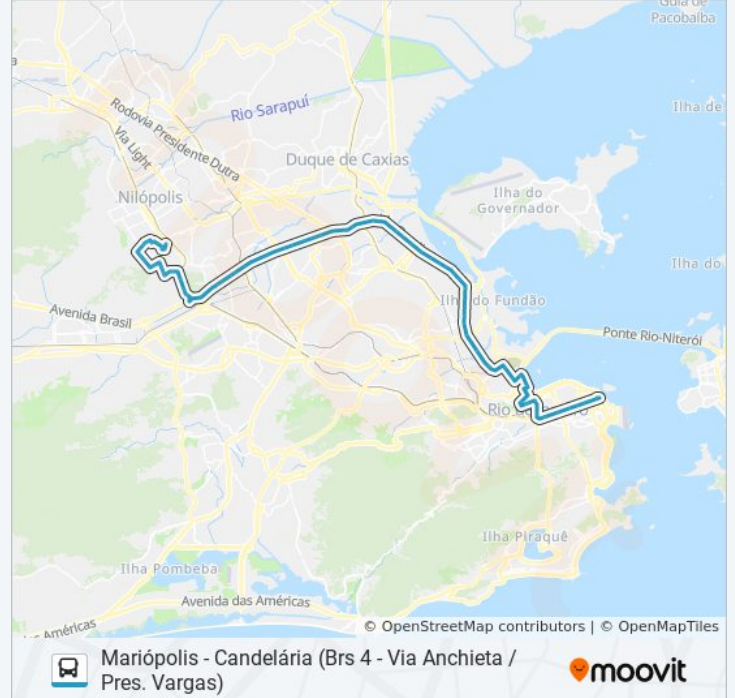 Guia de
Pacobaíba
Ilha de
Rio Sarapuí
Rodovia Presidente Dutra
Via Light
Duque de Caxias
Nilópolis
Ilha do
Governador
Ilha do
Avenida Brasil
Ilha do Fundão
Ponte Rio-Niterói
Rio
Ilha Piraquê
Ilha Pombeba
Avenida das Américas
Américas
© OpenStreetMap contributors | © OpenMapTiles
Mariópolis - Candelária (Brs 4 - Via Anchieta /
Pres. Vargas)
moovit